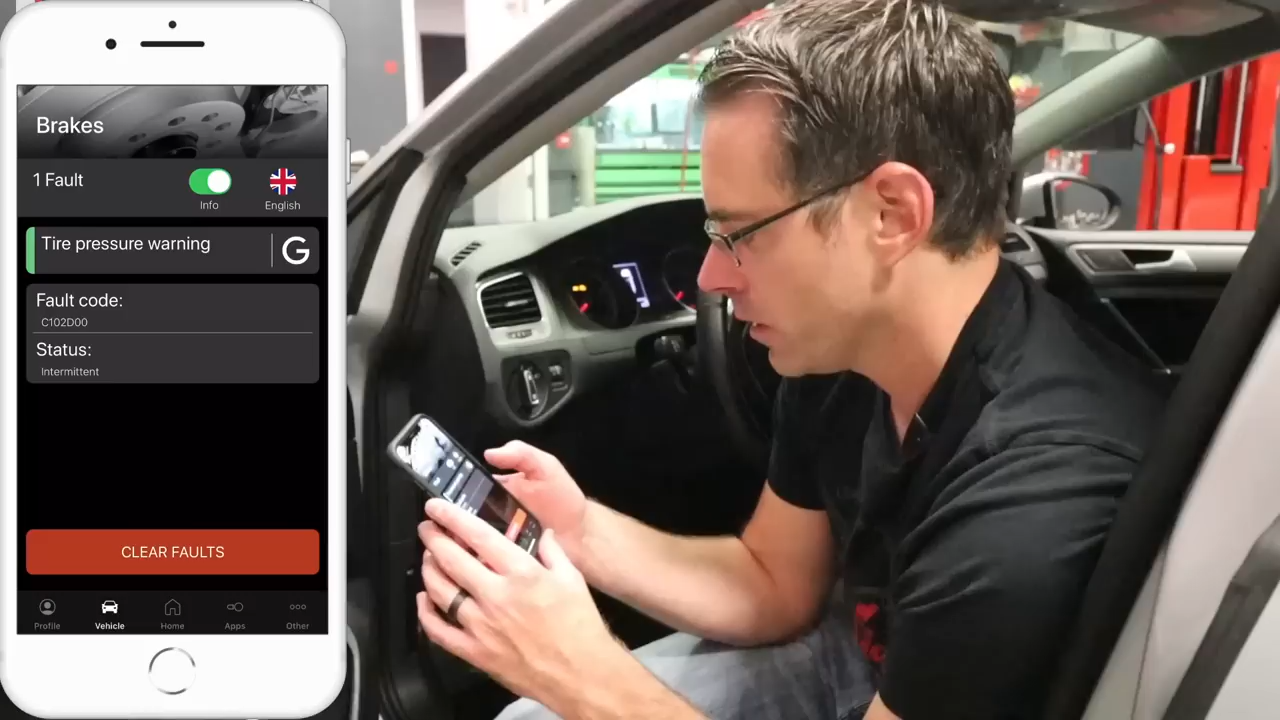 Brakes
1 Fault
Info
English
Tire pressure warning
G
Fault code:
C102D00
Status:
Intermittent
CLEAR FAULTS
Profile
Vehicle
Home
Apps
Other